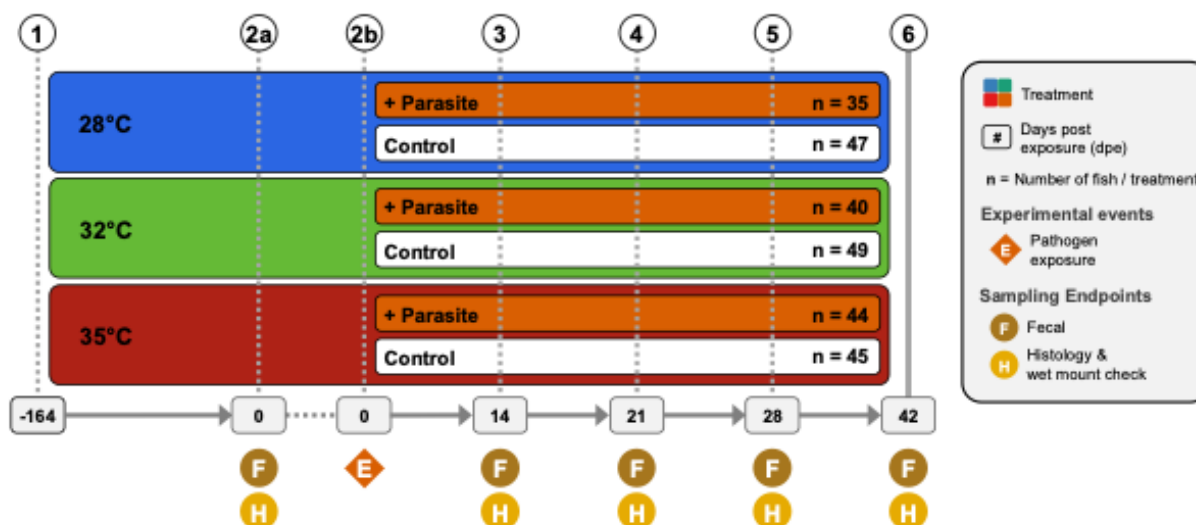 1 2a 2b 3 4 5 6
28°C
+ Parasite n = 35
Control n = 47
32°C
+ Parasite n = 40
Control n = 49
35°C
+ Parasite n = 44
Control n = 45
-164 0 0 14 21 28 42
F E F F F F
H H H H H
Treatment
# Days post
exposure (dpe)
n = Number of fish / treatment
Experimental events
E Pathogen
exposure
Sampling Endpoints
F Fecal
H Histology &
wet mount check